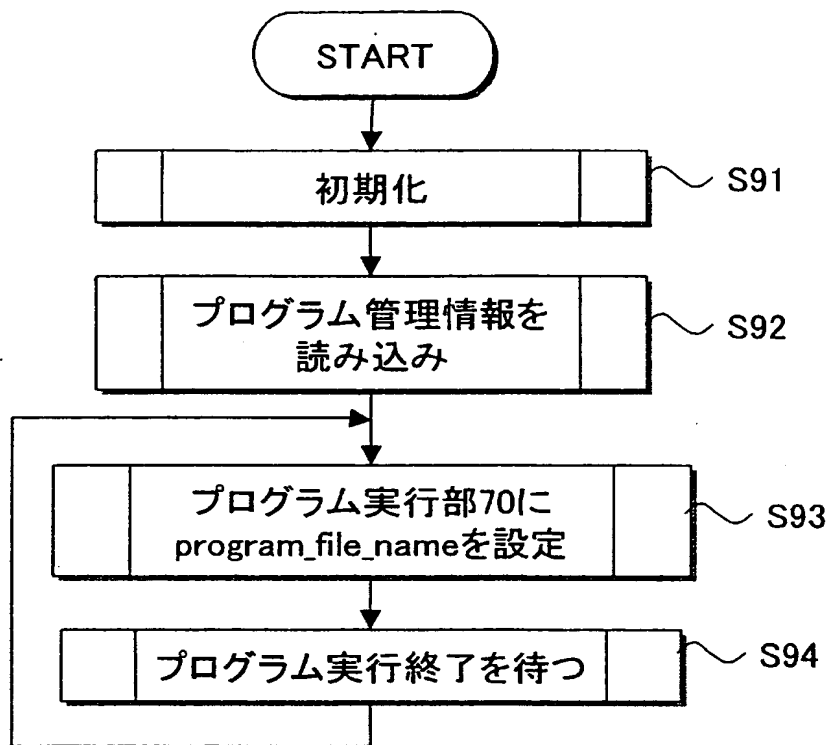 START
初期化
S91
プログラム管理情報を
読み込み
S92
プログラム実行部70に
program_file_nameを設定
S93
プログラム実行終了を待つ
S94